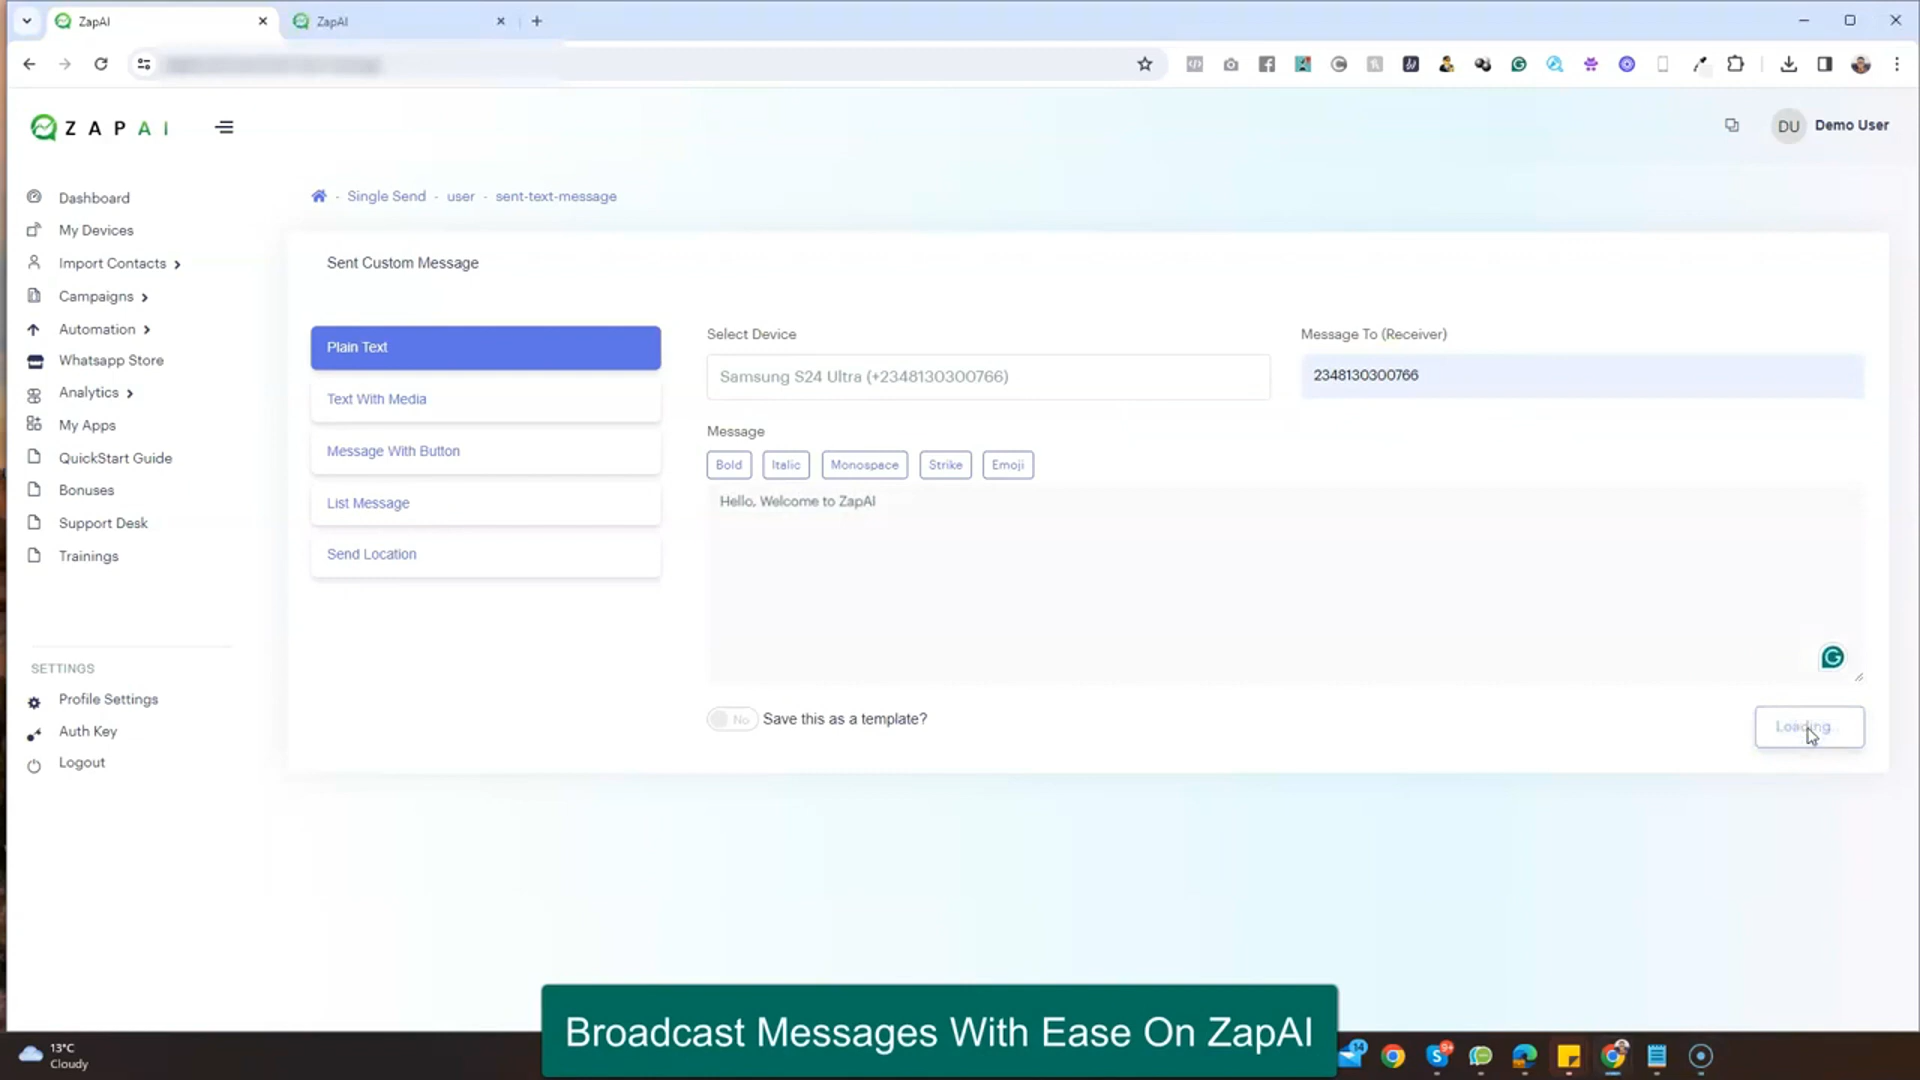 ZapAI
ZapAI
ZAPAI
DU
Demo User
Dashboard
My Devices
Import Contacts
Campaigns
Automation
Whatsapp Store
Analytics
My Apps
QuickStart Guide
Bonuses
Support Desk
Trainings
SETTINGS
Profile Settings
Auth Key
Logout
Single Send - user - sent-text-message
Sent Custom Message
Plain Text
Text With Media
Message With Button
List Message
Send Location
Select Device
Samsung S24 Ultra (+2348130300766)
Message To (Receiver)
2348130300766
Message
Bold Italic Monospace Strike Emoji
Hello, Welcome to ZapAI
No Save this as a template?
Loading..
Broadcast Messages With Ease On ZapAI
13°C
Cloudy
14
9+